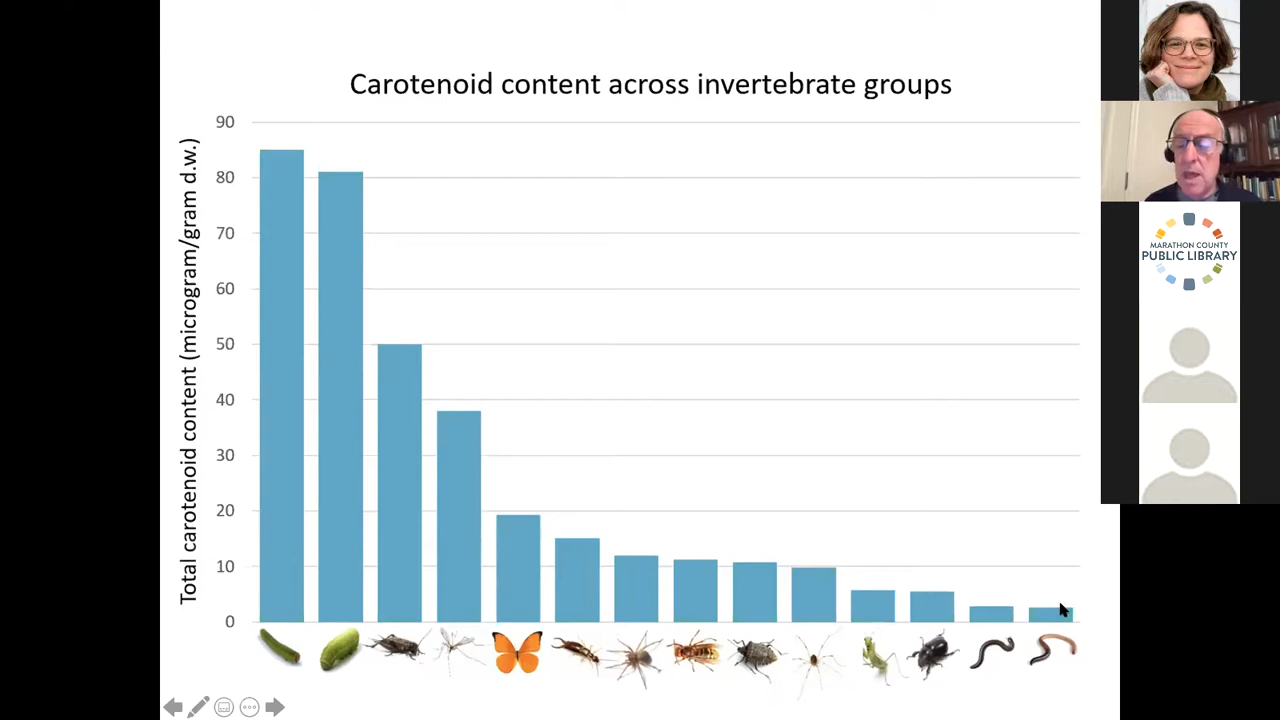 Carotenoid content across invertebrate groups
Total carotenoid content (microgram/gram d.w.)
90
80
70
60
50
40
30
20
10
0
MARATHON COUNTY
PUBLIC LIBRARY